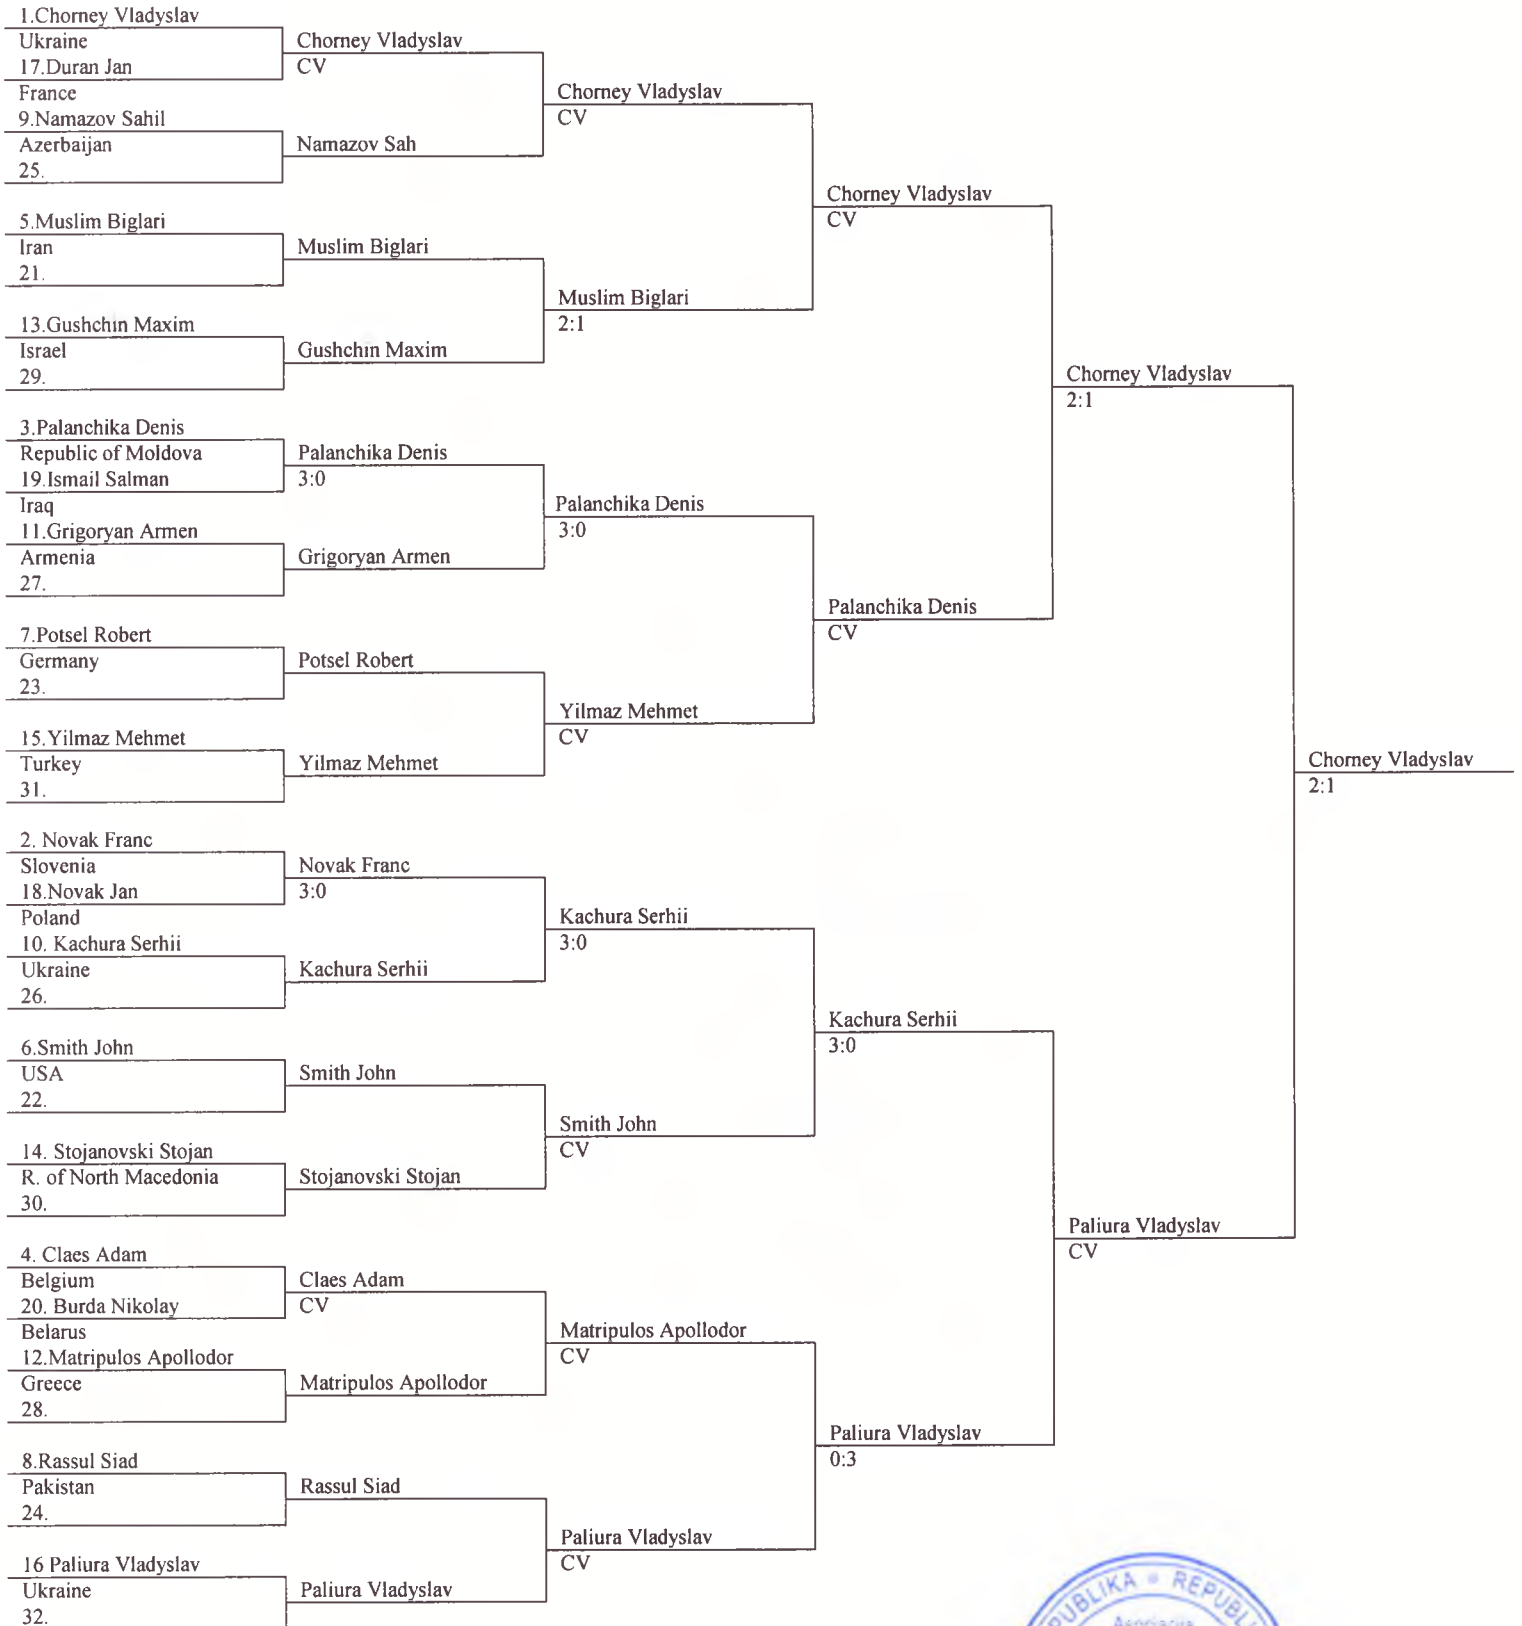 1.Chorney Vladyslav
Ukraine
17.Duran Jan
France
9.Namazov Sahil
Azerbaijan
25.
5.Muslim Biglari
Iran
21.
13.Gushchin Maxim
Israel
29.
3.Palanchika Denis
Republic of Moldova
19.Ismail Salman
Iraq
11.Grigoryan Armen
Armenia
27.
7.Potsel Robert
Germany
23.
15.Yilmaz Mehmet
Turkey
31.
2. Novak Franc
Slovenia
18.Novak Jan
Poland
10. Kachura Serhii
Ukraine
26.
6.Smith John
USA
22.
14. Stojanovski Stojan
R. of North Macedonia
30.
4. Claes Adam
Belgium
20. Burda Nikolay
Belarus
12.Matripulos Apollodor
Greece
28.
8.Rassul Siad
Pakistan
24.
16 Paliura Vladyslav
Ukraine
32.
Chorney Vladyslav
CV
Namazov Sah
Muslim Biglari
Gushchin Maxim
Palanchika Denis
3:0
Grigoryan Armen
Potsel Robert
Yilmaz Mehmet
Novak Franc
3:0
Kachura Serhii
Smith John
Stojanovski Stojan
Claes Adam
CV
Matripulos Apollodor
Rassul Siad
Paliura Vladyslav
Chorney Vladyslav
CV
Muslim Biglari
2:1
Palanchika Denis
3:0
Yilmaz Mehmet
CV
Kachura Serhii
3:0
Smith John
CV
Matripulos Apollodor
CV
Paliura Vladyslav
CV
Chorney Vladyslav
CV
Palanchika Denis
CV
Kachura Serhii
3:0
Paliura Vladyslav
0:3
Chorney Vladyslav
2:1
Paliura Vladyslav
CV
Chorney Vladyslav
2:1
PUBLIKA * REPUBL
Asociacija